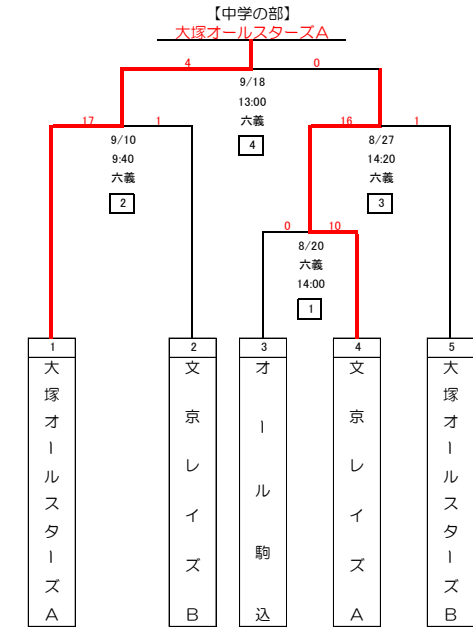 【中学の部】
大塚オールスターズA
4 0
9/18
13:00
六義
4
17 1
9/10
9:40
六義
2
16 1
8/27
14:20
六義
3
0 10
8/20
六義
14:00
1
1 2 3 4 5
大塚オールスターズA
文京レイズB
オール駒込
文京レイズA
大塚オールスターズB